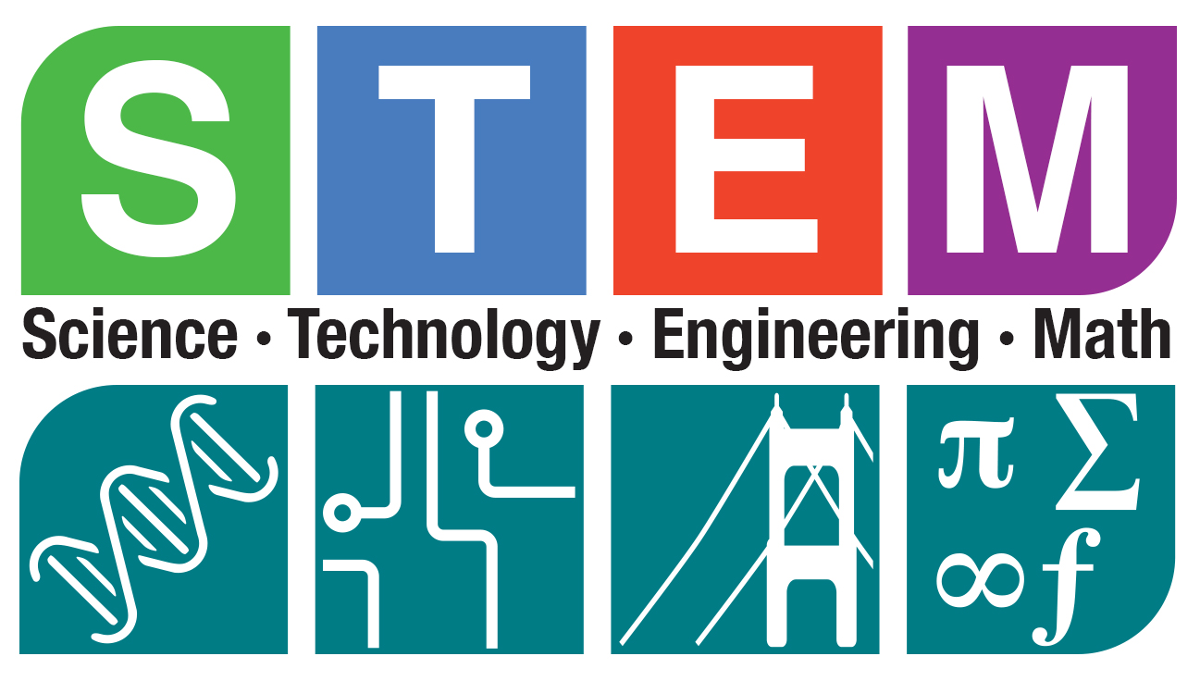 STEM
Science · Technology · Engineering · Math
π Σ
∞ f